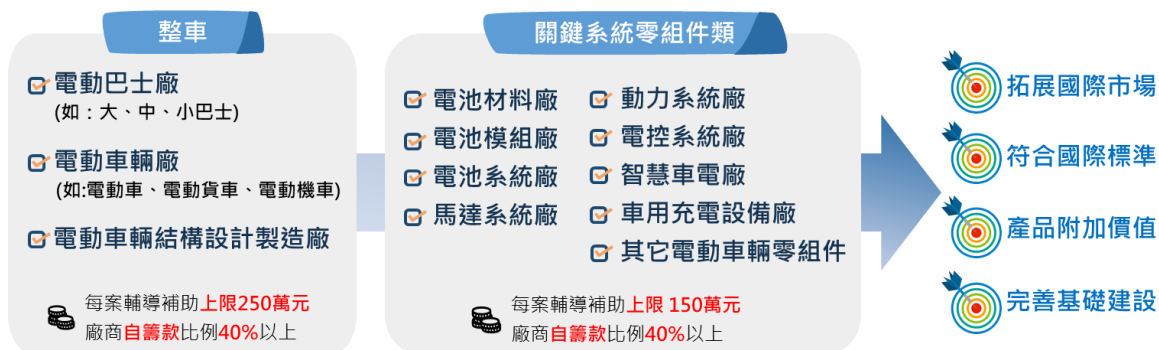 整車
電動巴士廠
(如：大、中、小巴士)
電動車輛廠
(如:電動車、電動貨車、電動機車)
電動車輛結構設計製造廠
每案輔導補助上限250萬元
廠商自籌款比例40%以上
關鍵系統零組件類
電池材料廠
電池模組廠
電池系統廠
馬達系統廠
動力系統廠
電控系統廠
智慧車電廠
車用充電設備廠
其它電動車輛零組件
每案輔導補助上限 150萬元
廠商自籌款比例40%以上
拓展國際市場
符合國際標準
產品附加價值
完善基礎建設